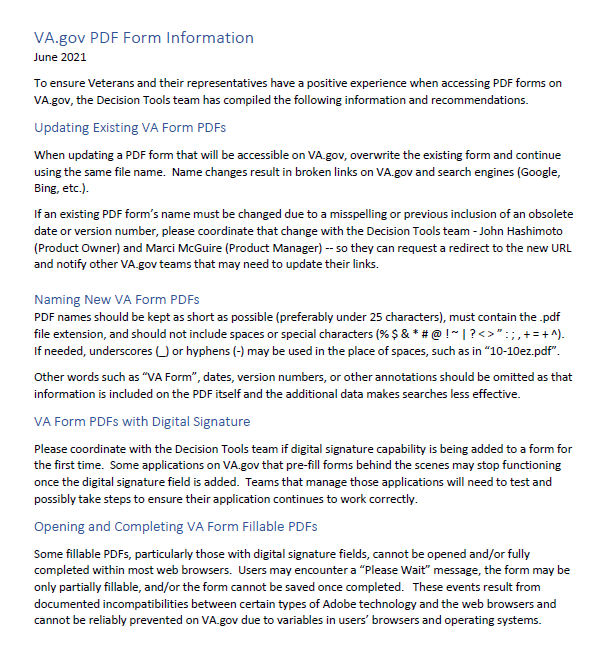 VA.gov PDF Form Information
June 2021
To ensure Veterans and their representatives have a positive experience when accessing PDF forms on
VA.gov, the Decision Tools team has compiled the following information and recommendations.
Updating Existing VA Form PDFs
When updating a PDF form that will be accessible on VA.gov, overwrite the existing form and continue
using the same file name.  Name changes result in broken links on VA.gov and search engines (Google,
Bing, etc.).
If an existing PDF form's name must be changed due to a misspelling or previous inclusion of an obsolete
date or version number, please coordinate that change with the Decision Tools team - John Hashimoto
(Product Owner) and Marci McGuire (Product Manager) -- so they can request a redirect to the new URL
and notify other VA.gov teams that may need to update their links.
Naming New VA Form PDFs
PDF names should be kept as short as possible (preferably under 25 characters), must contain the .pdf
file extension, and should not include spaces or special characters (% $ & * # @ ! ~ | ? < > " : ; , + = + ^).
If needed, underscores (_) or hyphens (-) may be used in the place of spaces, such as in “10-10ez.pdf”.
Other words such as “VA Form”, dates, version numbers, or other annotations should be omitted as that
information is included on the PDF itself and the additional data makes searches less effective.
VA Form PDFs with Digital Signature
Please coordinate with the Decision Tools team if digital signature capability is being added to a form for
the first time.  Some applications on VA.gov that pre-fill forms behind the scenes may stop functioning
once the digital signature field is added.  Teams that manage those applications will need to test and
possibly take steps to ensure their application continues to work correctly.
Opening and Completing VA Form Fillable PDFs
Some fillable PDFs, particularly those with digital signature fields, cannot be opened and/or fully
completed within most web browsers.  Users may encounter a “Please Wait” message, the form may be
only partially fillable, and/or the form cannot be saved once completed.   These events result from
documented incompatibilities between certain types of Adobe technology and the web browsers and
cannot be reliably prevented on VA.gov due to variables in users' browsers and operating systems.